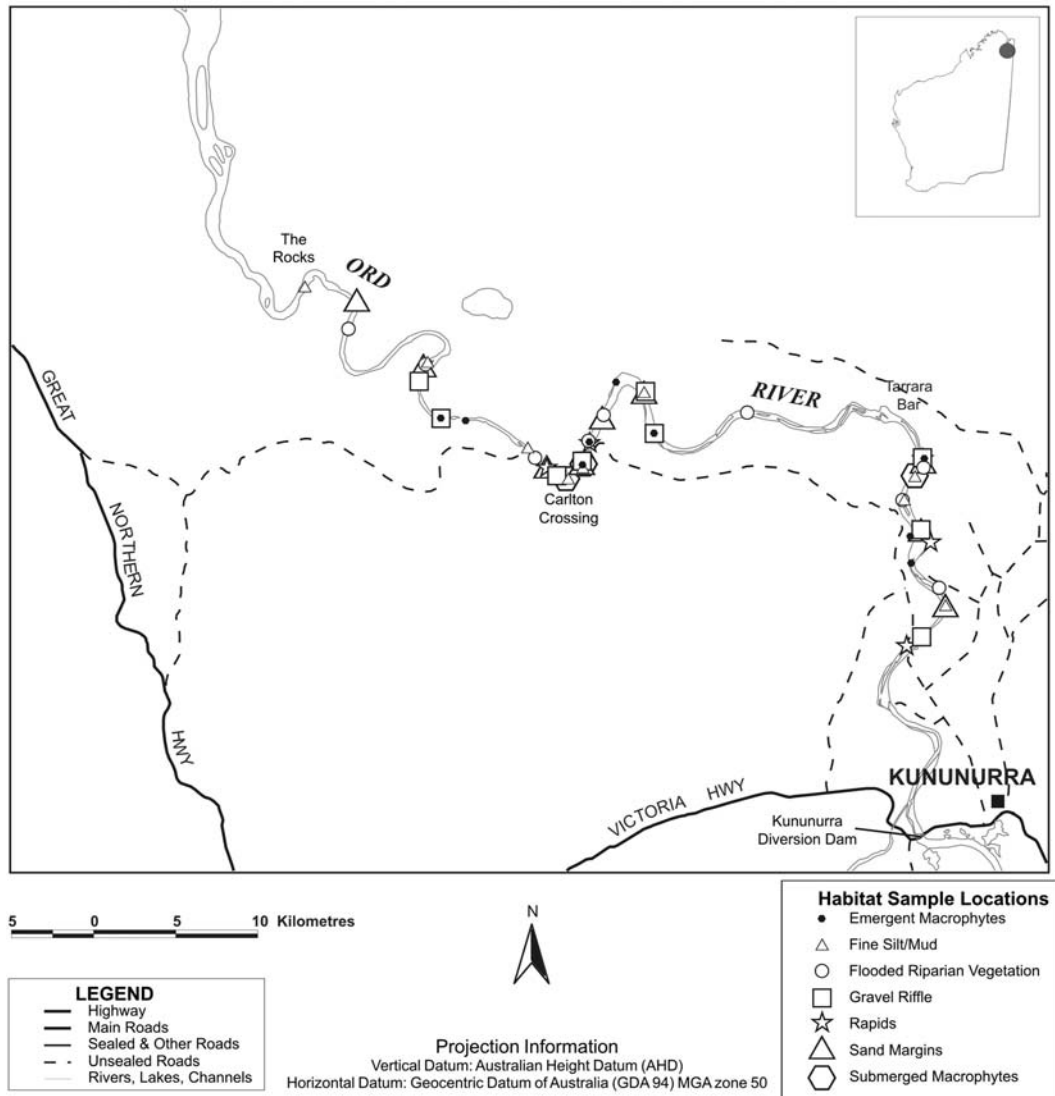 The
Rocks
ORD
RIVER
Tarrara
Bar
GREAT
NORTHERN
HWY
Carlton
Crossing
KUNUNURRA
VICTORIA HWY
Kununurra
Diversion Dam
5 0 5 10 Kilometres
N
LEGEND
Highway
Main Roads
Sealed & Other Roads
Unsealed Roads
Rivers, Lakes, Channels
Projection Information
Vertical Datum: Australian Height Datum (AHD)
Horizontal Datum: Geocentric Datum of Australia (GDA 94) MGA zone 50
Habitat Sample Locations
Emergent Macrophytes
Fine Silt/Mud
Flooded Riparian Vegetation
Gravel Riffle
Rapids
Sand Margins
Submerged Macrophytes